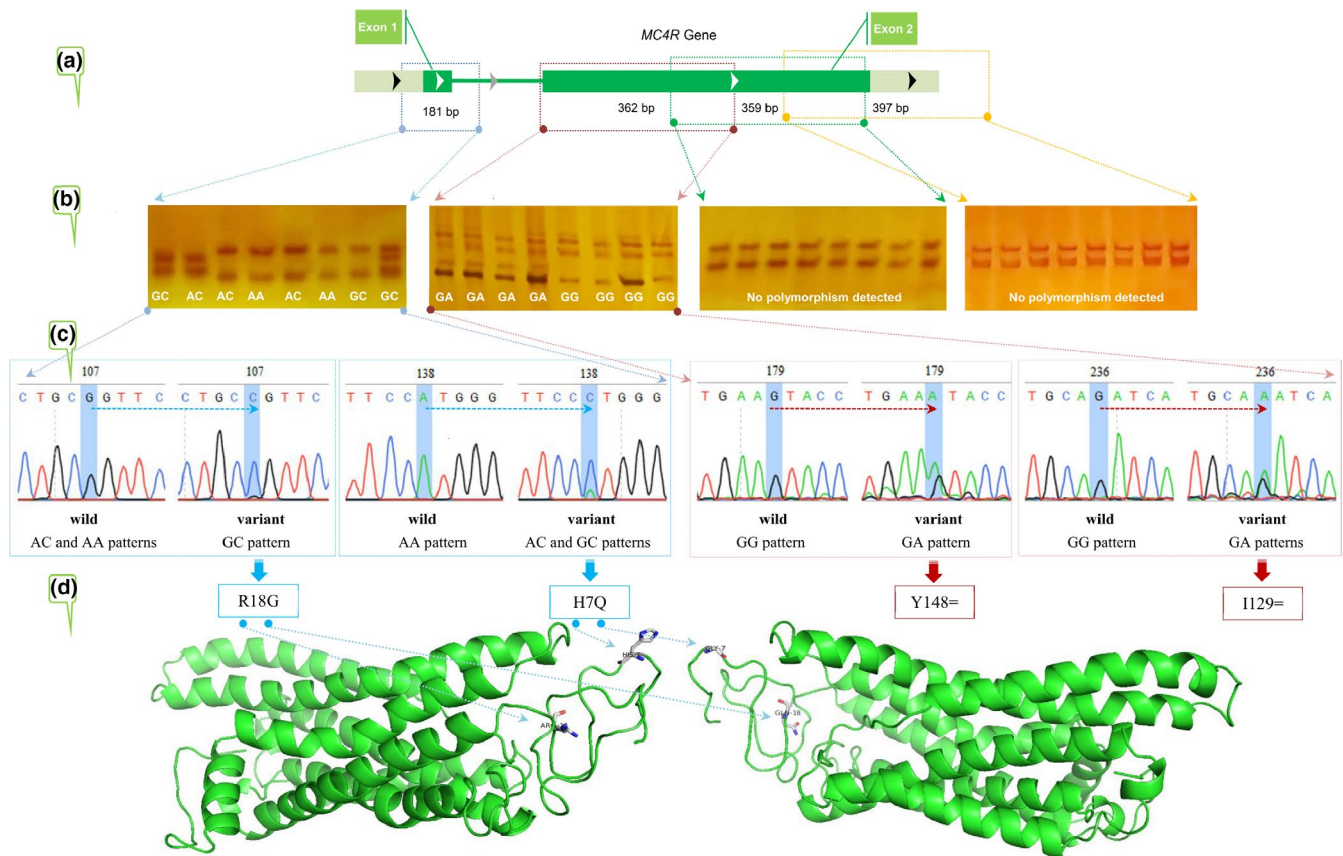 (a)
Exon 1
MC4R Gene
Exon 2
181 bp
362 bp
359 bp
397 bp
(b)
GC AC AC AA AC AA GC GC
GA GA GA GA GG GG GG GG
No polymorphism detected
No polymorphism detected
(c)
107
107
138
138
179
179
236
236
C T G C G G T T C
C T G C C G T T C
T T C C A T G G G
T T C C C T G G G
T G A A G T A C C
T G A A A T A C C
T G C A G A T C A
T G C A A A T C A
wild
variant
wild
variant
wild
variant
wild
variant
AC and AA patterns
GC pattern
AA pattern
AC and GC patterns
GG pattern
GA pattern
GG pattern
GA patterns
(d)
R18G
H7Q
Y148=
I129=